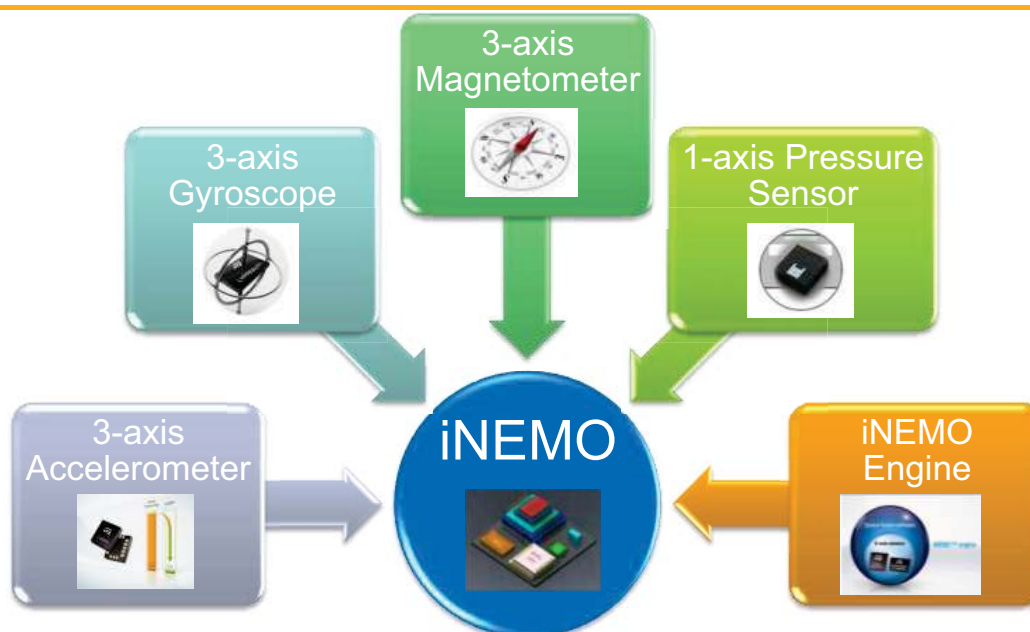 3-axis
Magnetometer
3-axis
Gyroscope
1-axis Pressure
Sensor
3-axis
Accelerometer
iNEMO
iNEMO
Engine